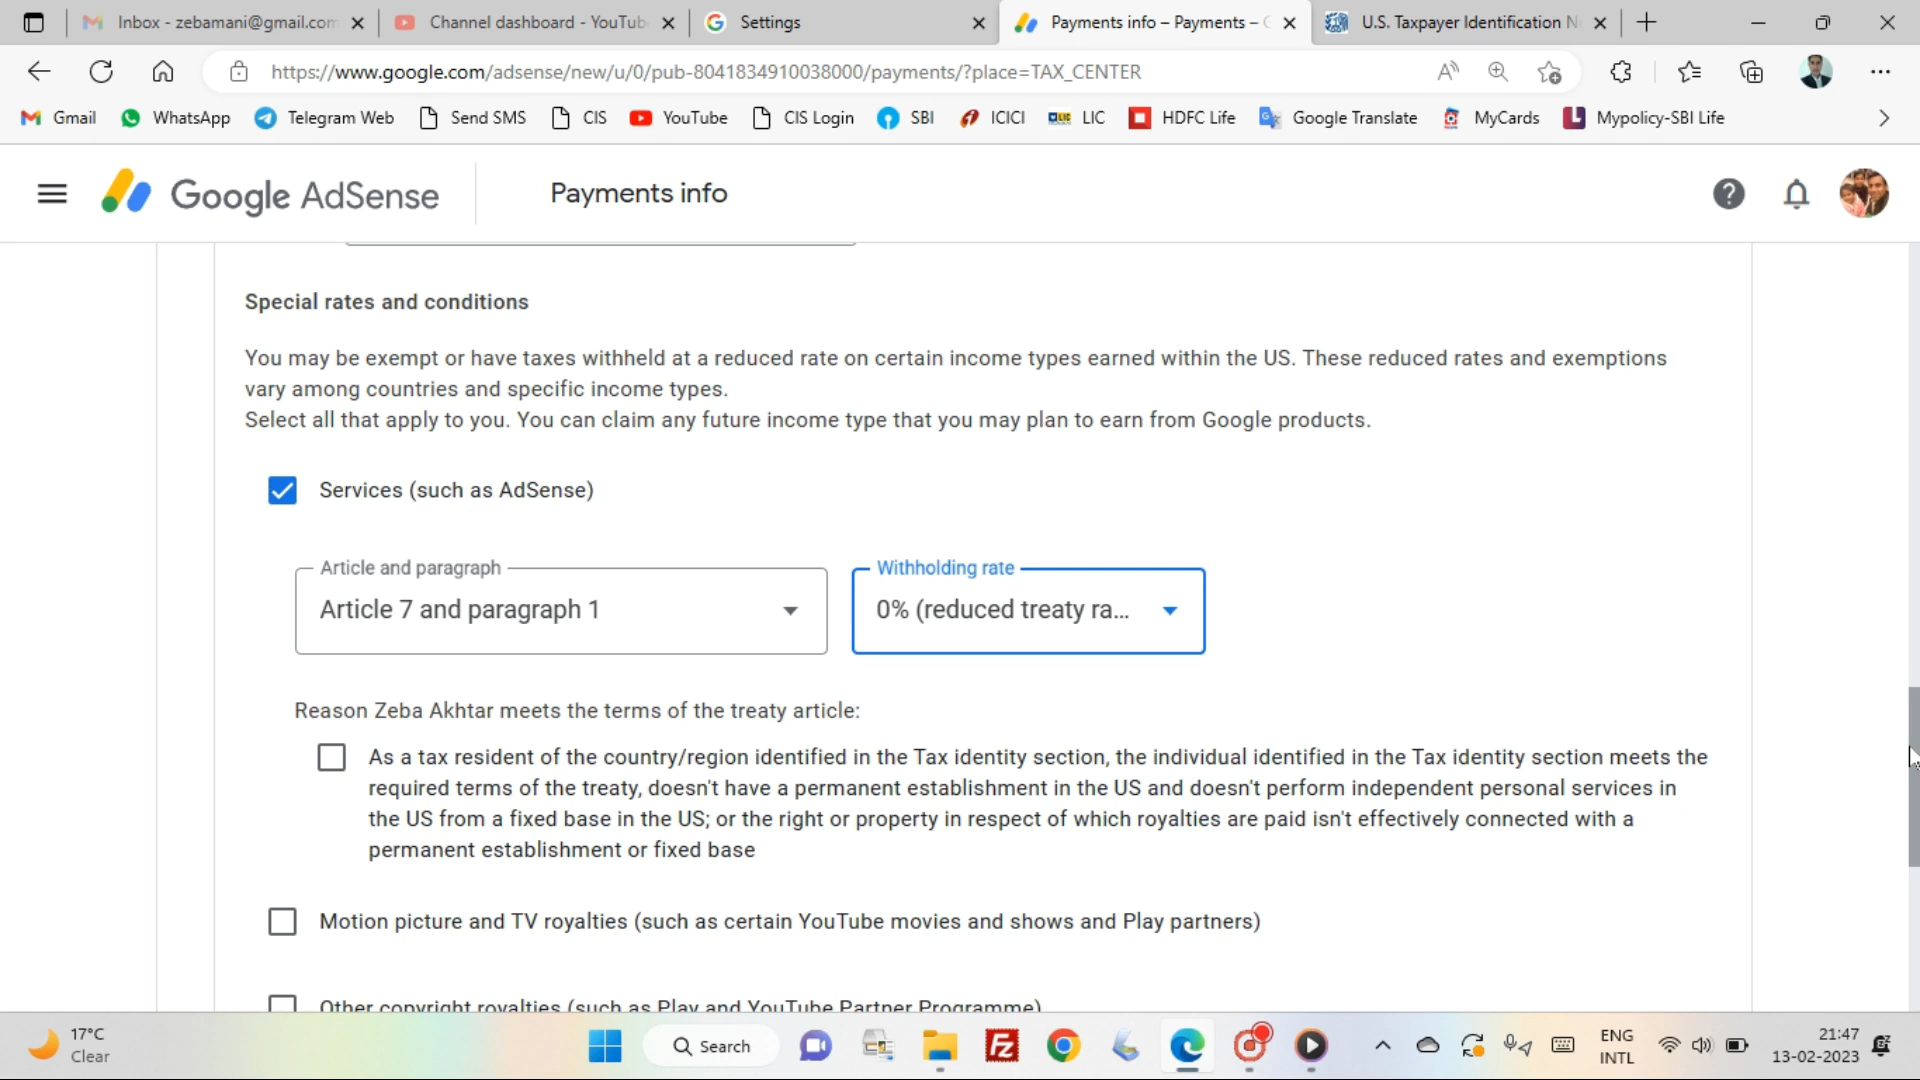 Inbox - zebamani@gmail.com
Channel dashboard - YouTub
Settings
Payments info – Payments – G
U.S. Taxpayer Identification N
https://www.google.com/adsense/new/u/0/pub-8041834910038000/payments/?place=TAX_CENTER
Gmail
WhatsApp
Telegram Web
Send SMS
CIS
YouTube
CIS Login
SBI
ICICI
LIC
HDFC Life
Google Translate
MyCards
Mypolicy-SBI Life
Google AdSense
Payments info
Special rates and conditions
You may be exempt or have taxes withheld at a reduced rate on certain income types earned within the US. These reduced rates and exemptions
vary among countries and specific income types.
Select all that apply to you. You can claim any future income type that you may plan to earn from Google products.
Services (such as AdSense)
Article and paragraph
Article 7 and paragraph 1
Withholding rate
0% (reduced treaty ra...
Reason Zeba Akhtar meets the terms of the treaty article:
As a tax resident of the country/region identified in the Tax identity section, the individual identified in the Tax identity section meets the
required terms of the treaty, doesn't have a permanent establishment in the US and doesn't perform independent personal services in
the US from a fixed base in the US; or the right or property in respect of which royalties are paid isn't effectively connected with a
permanent establishment or fixed base
Motion picture and TV royalties (such as certain YouTube movies and shows and Play partners)
Other copyright royalties (such as Play and YouTube Partner Programme)
17°C
Clear
Search
ENG
INTL
21:47
13-02-2023